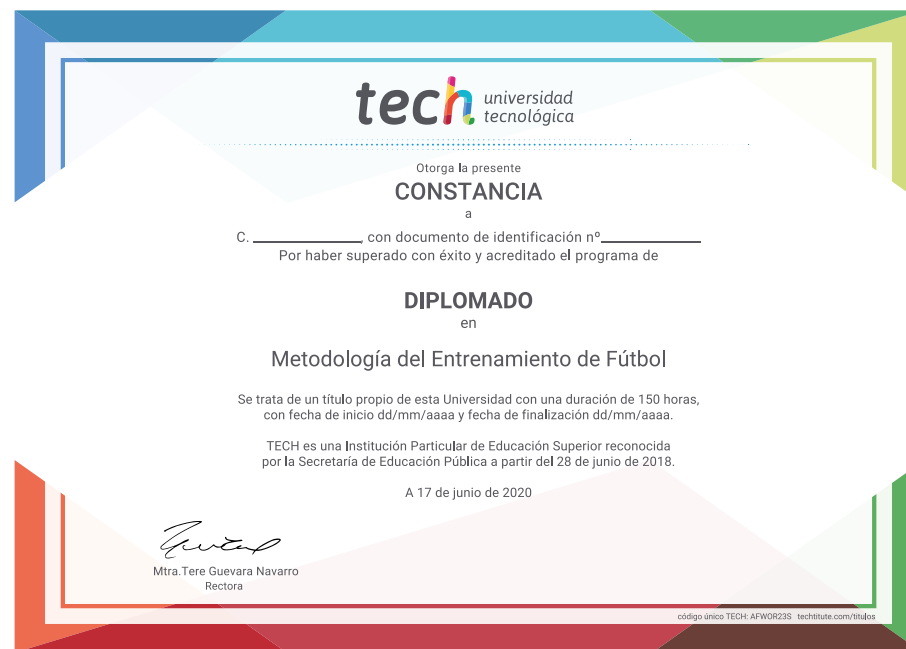 tech universidad
tecnológica
Otorga la presente
CONSTANCIA
a
C. ______________, con documento de identificación nº_____________
Por haber superado con éxito y acreditado el programa de
DIPLOMADO
en
Metodología del Entrenamiento de Fútbol
Se trata de un título propio de esta Universidad con una duración de 150 horas,
con fecha de inicio dd/mm/aaaa y fecha de finalización dd/mm/aaaa.
TECH es una Institución Particular de Educación Superior reconocida
por la Secretaría de Educación Pública a partir del 28 de junio de 2018.
A 17 de junio de 2020
Mtra.Tere Guevara Navarro
Rectora
código único TECH: AFWOR23S techtitute.com/titulos